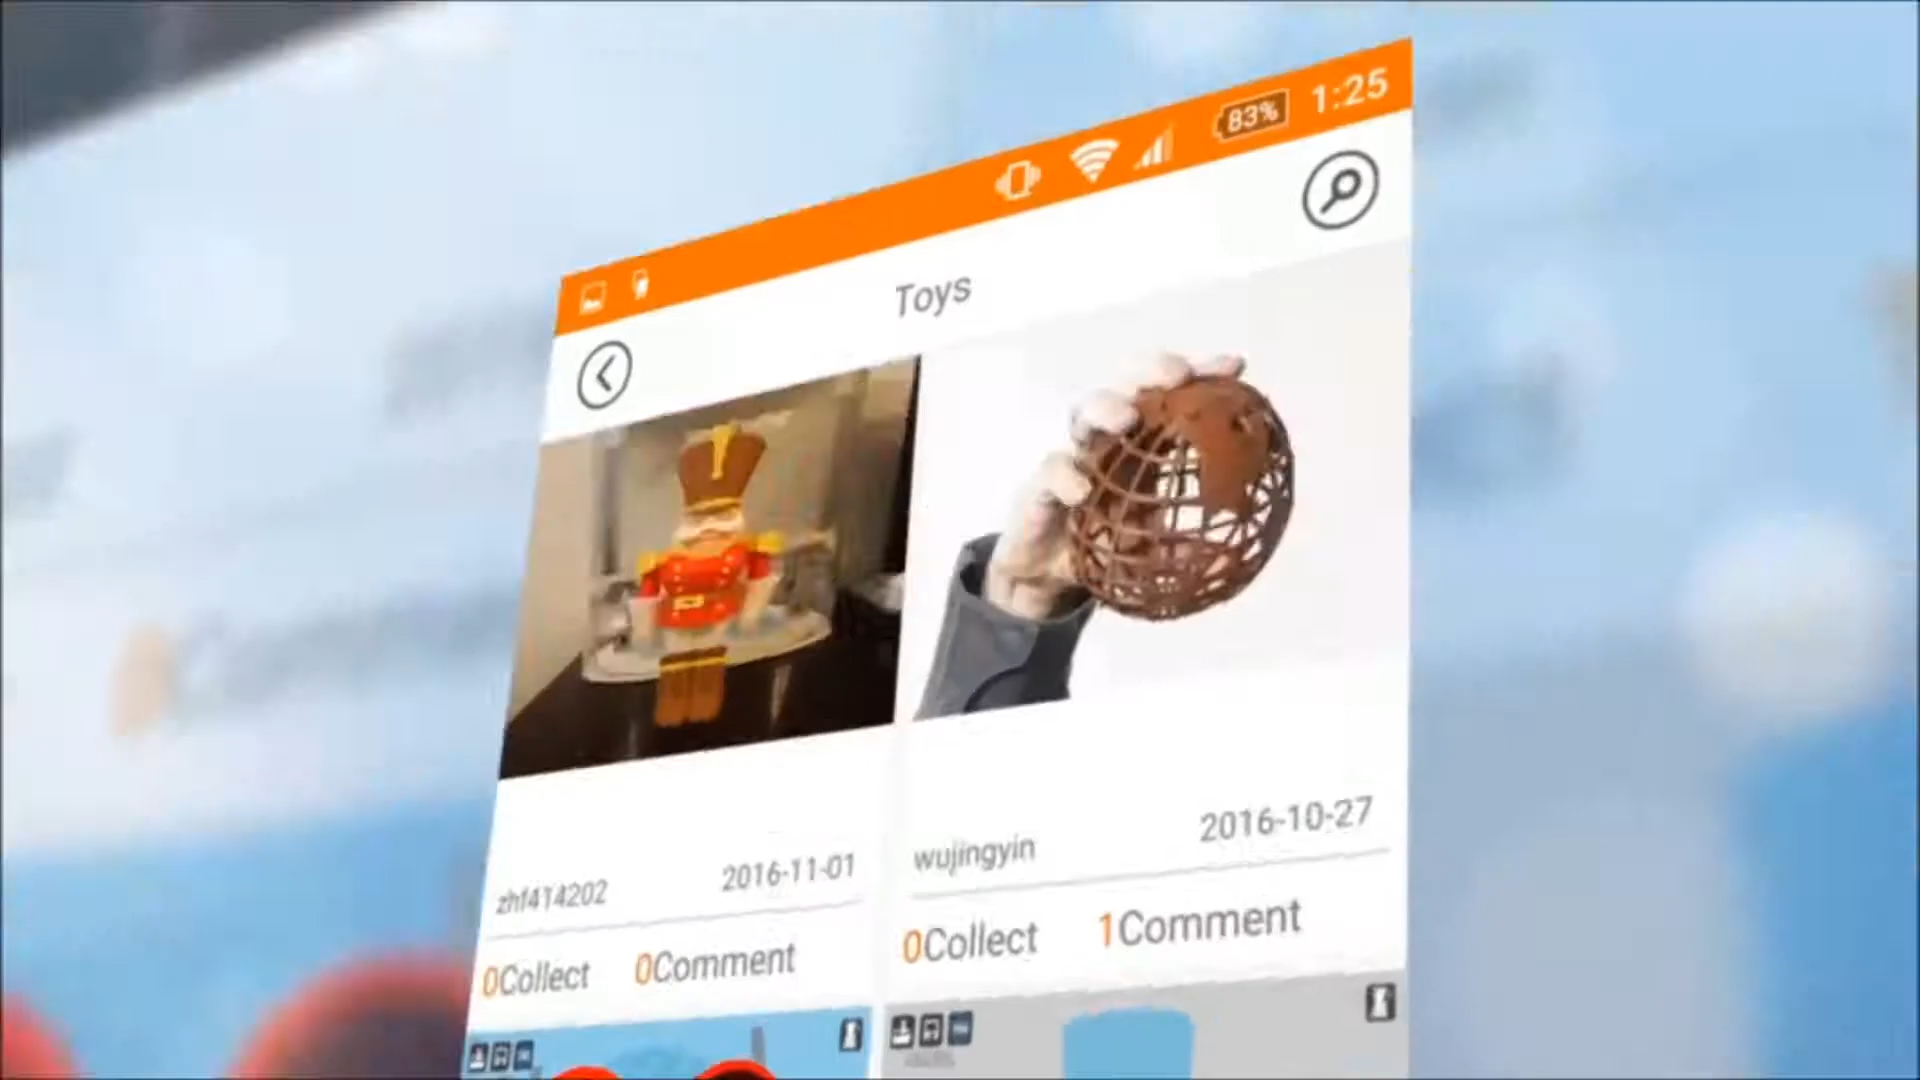 83% 1:25
Toys
zhf414202 2016-11-01
wujingyin 2016-10-27
0Collect 0Comment
0Collect 1Comment